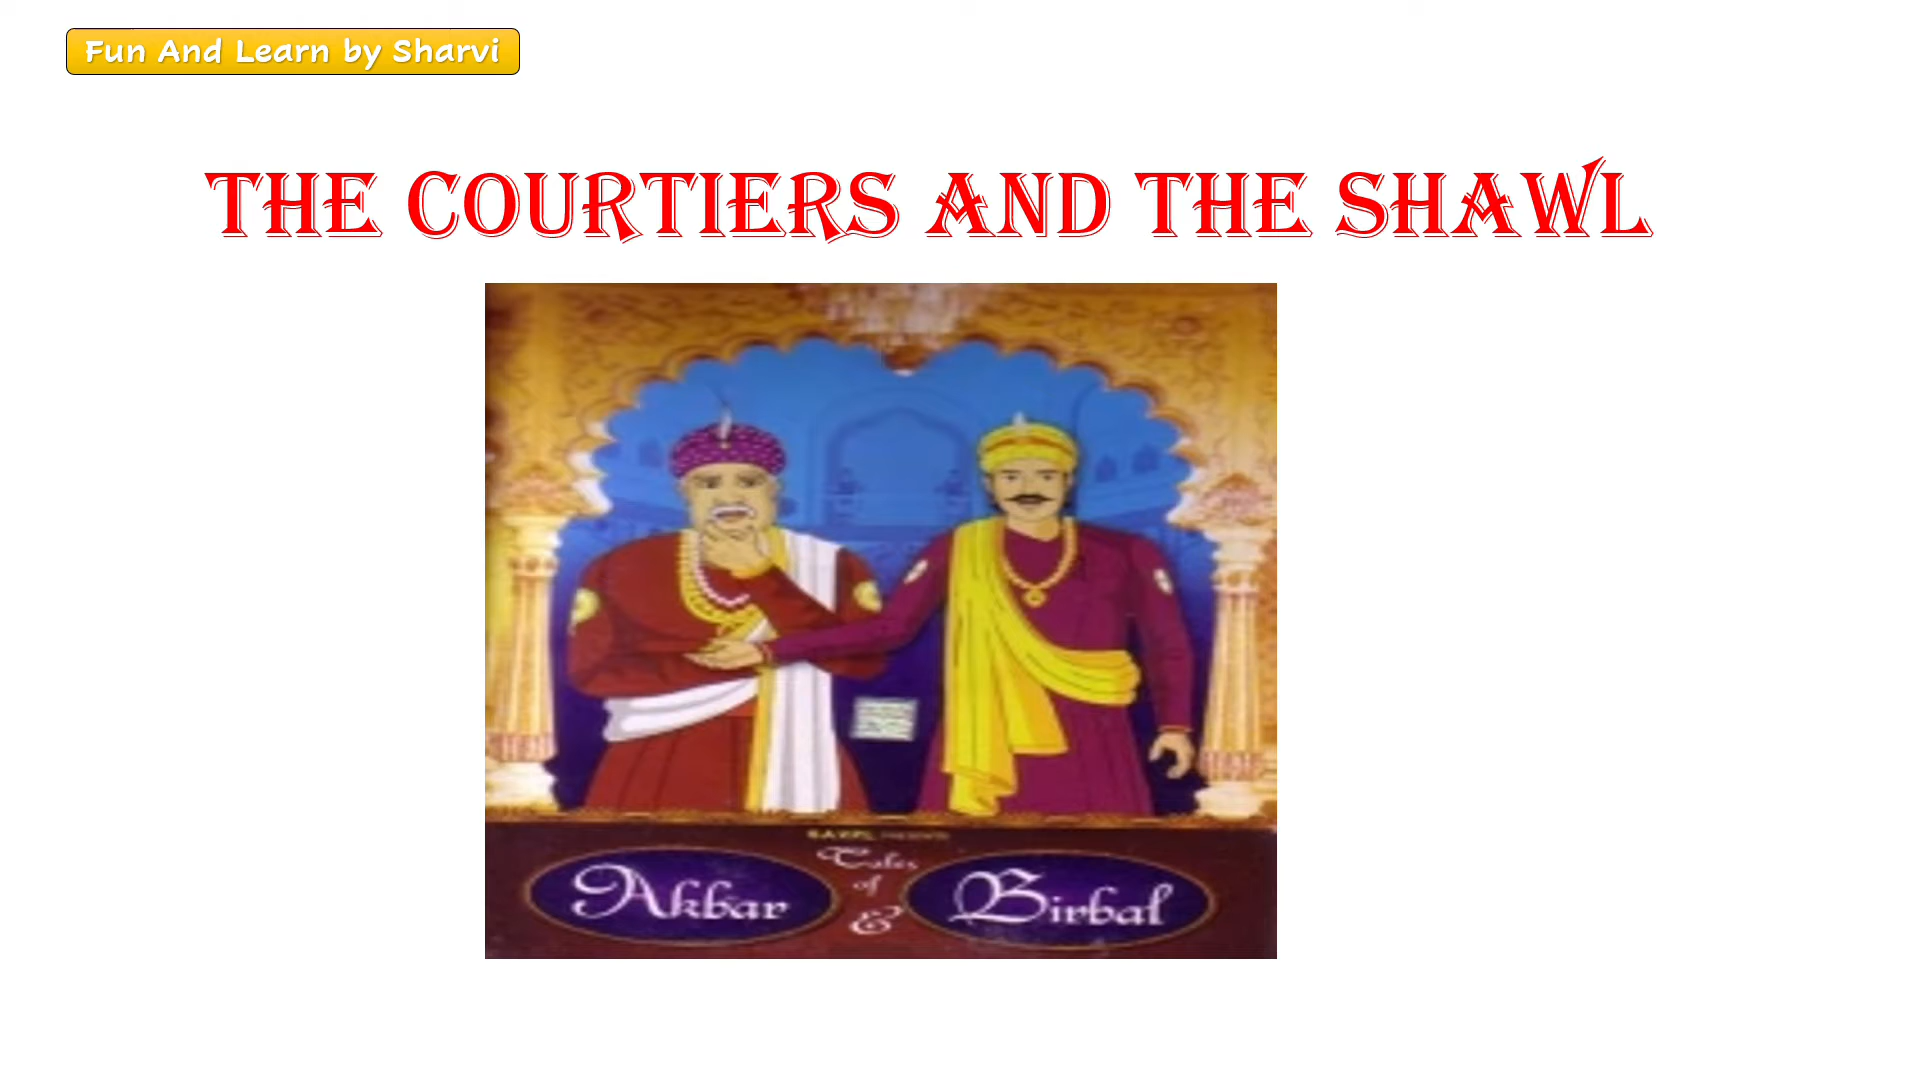 Fun And Learn by Sharvi
THE COURTIERS AND THE SHAWL
Tales
of
Akbar & Birbal